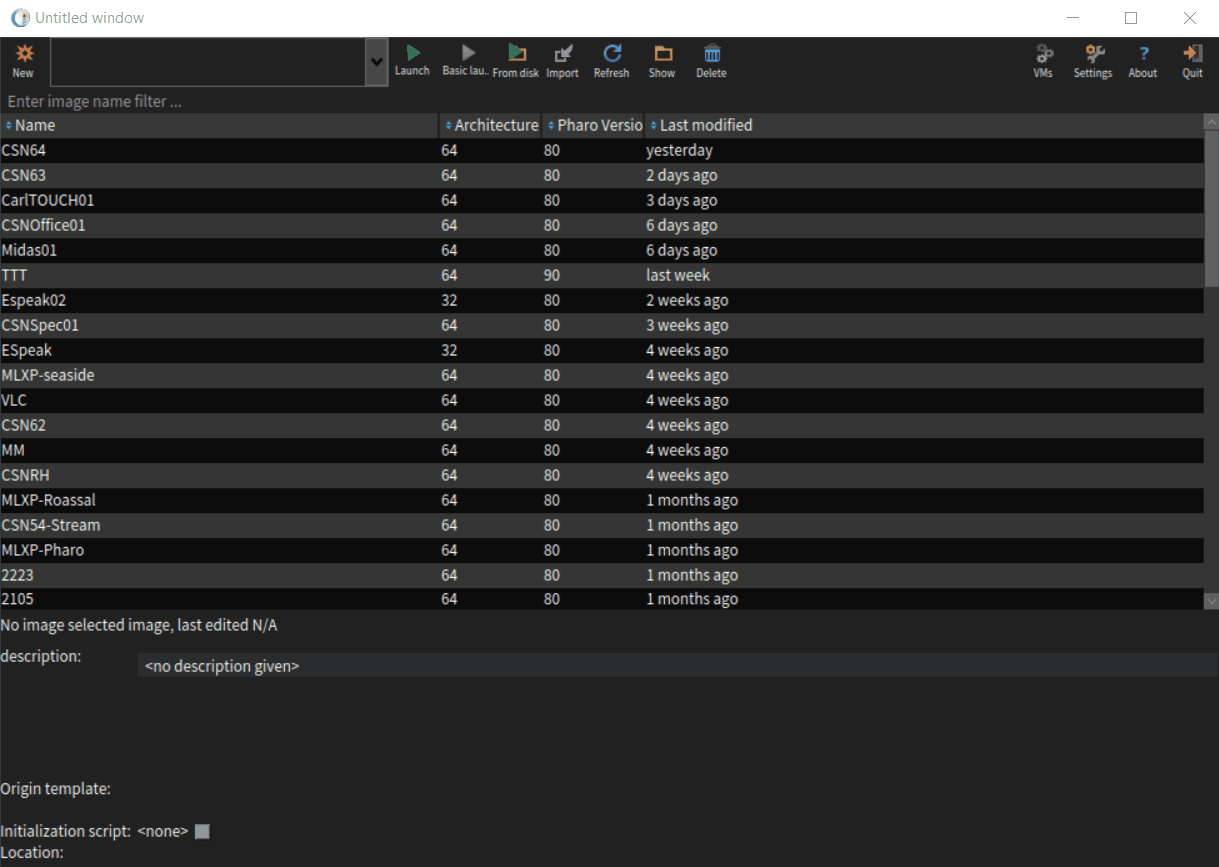 Untitled window
New Launch Basic lau.. From disk Import Refresh Show Delete VMs Settings About Quit
Enter image name filter ...
Name Architecture Pharo Versio Last modified
CSN64 64 80 yesterday
CSN63 64 80 2 days ago
CarlTOUCH01 64 80 3 days ago
CSNOffice01 64 80 6 days ago
Midas01 64 80 6 days ago
TTT 64 90 last week
Espeak02 32 80 2 weeks ago
CSNSpec01 64 80 3 weeks ago
ESpeak 32 80 4 weeks ago
MLXP-seaside 64 80 4 weeks ago
VLC 64 80 4 weeks ago
CSN62 64 80 4 weeks ago
MM 64 80 4 weeks ago
CSNRH 64 80 4 weeks ago
MLXP-Roassal 64 80 1 months ago
CSN54-Stream 64 80 1 months ago
MLXP-Pharo 64 80 1 months ago
2223 64 80 1 months ago
2105 64 80 1 months ago
No image selected image, last edited N/A
description: <no description given>
Origin template:
Initialization script: <none>
Location: